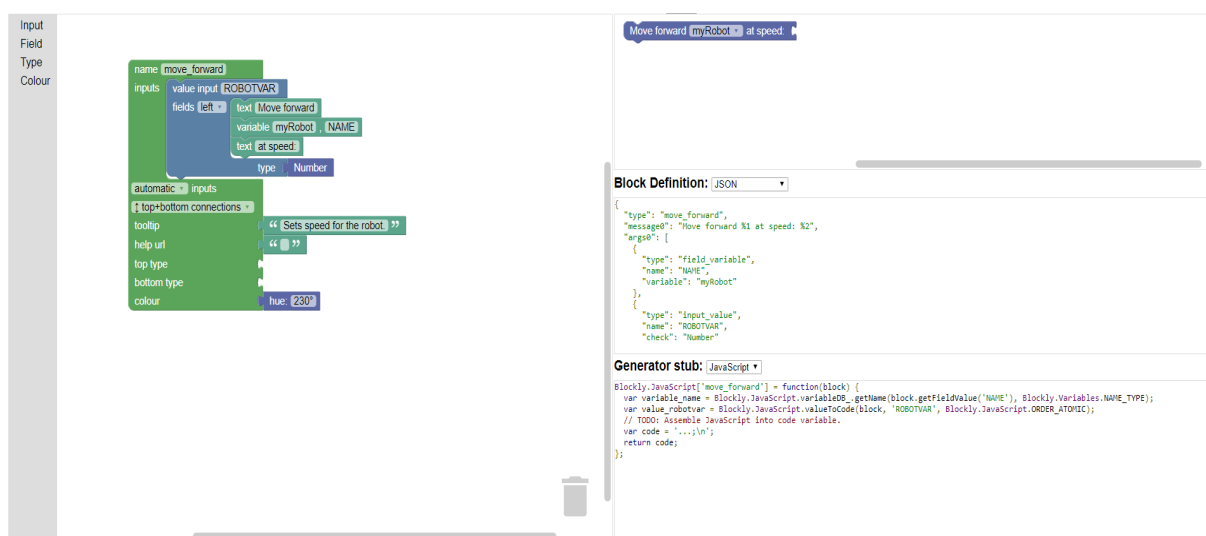 Input
Field
Type
Colour
name move_forward
inputs value input ROBOTVAR
fields left text Move forward
variable myRobot , NAME
text at speed:
type Number
automatic inputs
↕ top+bottom connections
tooltip “ Sets speed for the robot. ”
help url “ ”
top type
bottom type
colour hue: 230°
Move forward myRobot at speed:
Block Definition: JSON
{
"type": "move_forward",
"message0": "Move forward %1 at speed: %2",
"args0": [
{
"type": "field_variable",
"name": "NAME",
"variable": "myRobot"
},
{
"type": "input_value",
"name": "ROBOTVAR",
"check": "Number"
Generator stub: JavaScript
Blockly.JavaScript['move_forward'] = function(block) {
var variable_name = Blockly.JavaScript.variableDB_.getName(block.getFieldValue('NAME'), Blockly.Variables.NAME_TYPE);
var value_robotvar = Blockly.JavaScript.valueToCode(block, 'ROBOTVAR', Blockly.JavaScript.ORDER_ATOMIC);
// TODO: Assemble JavaScript into code variable.
var code = '...;\n';
return code;
};